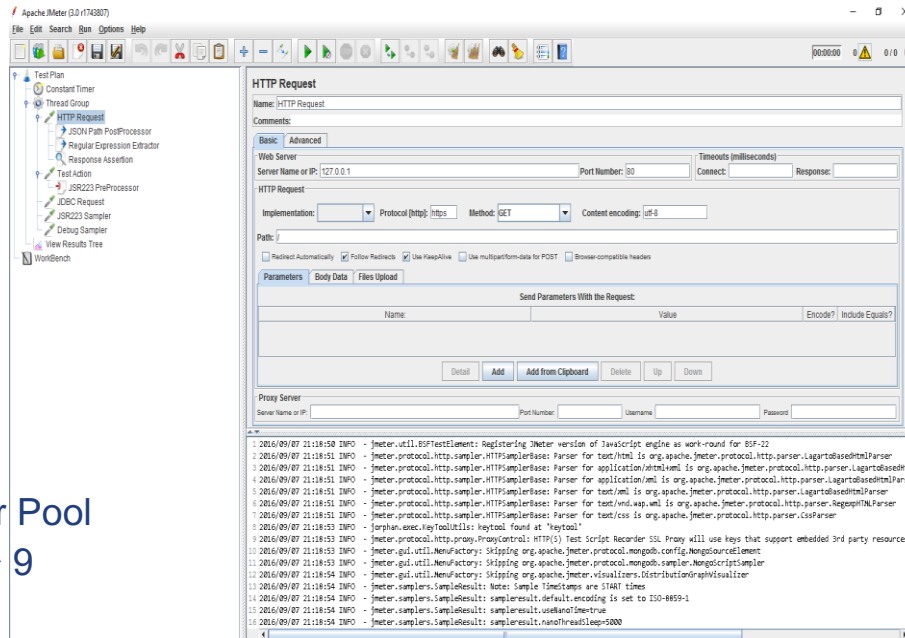 Apache JMeter (3.0 r1743807)
File Edit Search Run Options Help
00:00:00 0 0 / 0
Test Plan
Constant Timer
Thread Group
HTTP Request
JSON Path PostProcessor
Regular Expression Extractor
Response Assertion
Test Action
JSR223 PreProcessor
JDBC Request
JSR223 Sampler
Debug Sampler
View Results Tree
WorkBench
HTTP Request
Name: HTTP Request
Comments:
Basic Advanced
Web Server Timeouts (milliseconds)
Server Name or IP: 127.0.0.1 Port Number: 80 Connect: Response:
HTTP Request
Implementation: Protocol [http]: https Method: GET Content encoding: utf-8
Path: /
Redirect Automatically Follow Redirects Use KeepAlive Use multipart/form-data for POST Browser-compatible headers
Parameters Body Data Files Upload
Send Parameters With the Request:
Name: Value Encode? Include Equals?
Detail Add Add from Clipboard Delete Up Down
Proxy Server
Server Name or IP: Port Number: Username Password
1 2016/09/07 21:18:50 INFO - jmeter.util.BSFTestElement: Registering JMeter version of JavaScript engine as work-round for BSF-22
2 2016/09/07 21:18:51 INFO - jmeter.protocol.http.sampler.HTTPSamplerBase: Parser for text/html is org.apache.jmeter.protocol.http.parser.LagartoBasedHtmlParser
3 2016/09/07 21:18:51 INFO - jmeter.protocol.http.sampler.HTTPSamplerBase: Parser for application/xhtml+xml is org.apache.jmeter.protocol.http.parser.LagartoBasedH
4 2016/09/07 21:18:51 INFO - jmeter.protocol.http.sampler.HTTPSamplerBase: Parser for application/xml is org.apache.jmeter.protocol.http.parser.LagartoBasedHtmlPar
5 2016/09/07 21:18:51 INFO - jmeter.protocol.http.sampler.HTTPSamplerBase: Parser for text/xml is org.apache.jmeter.protocol.http.parser.LagartoBasedHtmlParser
6 2016/09/07 21:18:51 INFO - jmeter.protocol.http.sampler.HTTPSamplerBase: Parser for text/vnd.wap.wml is org.apache.jmeter.protocol.http.parser.RegexpHTMLParser
7 2016/09/07 21:18:51 INFO - jmeter.protocol.http.sampler.HTTPSamplerBase: Parser for text/css is org.apache.jmeter.protocol.http.parser.CssParser
8 2016/09/07 21:18:53 INFO - jorphan.exec.KeyToolUtils: keytool found at 'keytool'
9 2016/09/07 21:18:53 INFO - jmeter.protocol.http.proxy.ProxyControl: HTTP(S) Test Script Recorder SSL Proxy will use keys that support embedded 3rd party resource
10 2016/09/07 21:18:53 INFO - jmeter.gui.util.MenuFactory: Skipping org.apache.jmeter.protocol.mongodb.config.MongoSourceElement
11 2016/09/07 21:18:53 INFO - jmeter.gui.util.MenuFactory: Skipping org.apache.jmeter.protocol.mongodb.sampler.MongoScriptSampler
12 2016/09/07 21:18:54 INFO - jmeter.gui.util.MenuFactory: Skipping org.apache.jmeter.visualizers.DistributionGraphVisualizer
13 2016/09/07 21:18:54 INFO - jmeter.samplers.SampleResult: Note: Sample TimeStamps are START times
14 2016/09/07 21:18:54 INFO - jmeter.samplers.SampleResult: sampleresult.default.encoding is set to ISO-8859-1
15 2016/09/07 21:18:54 INFO - jmeter.samplers.SampleResult: sampleresult.useNanoTime=true
16 2016/09/07 21:18:54 INFO - jmeter.samplers.SampleResult: sampleresult.nanoThreadSleep=5000
r Pool
9